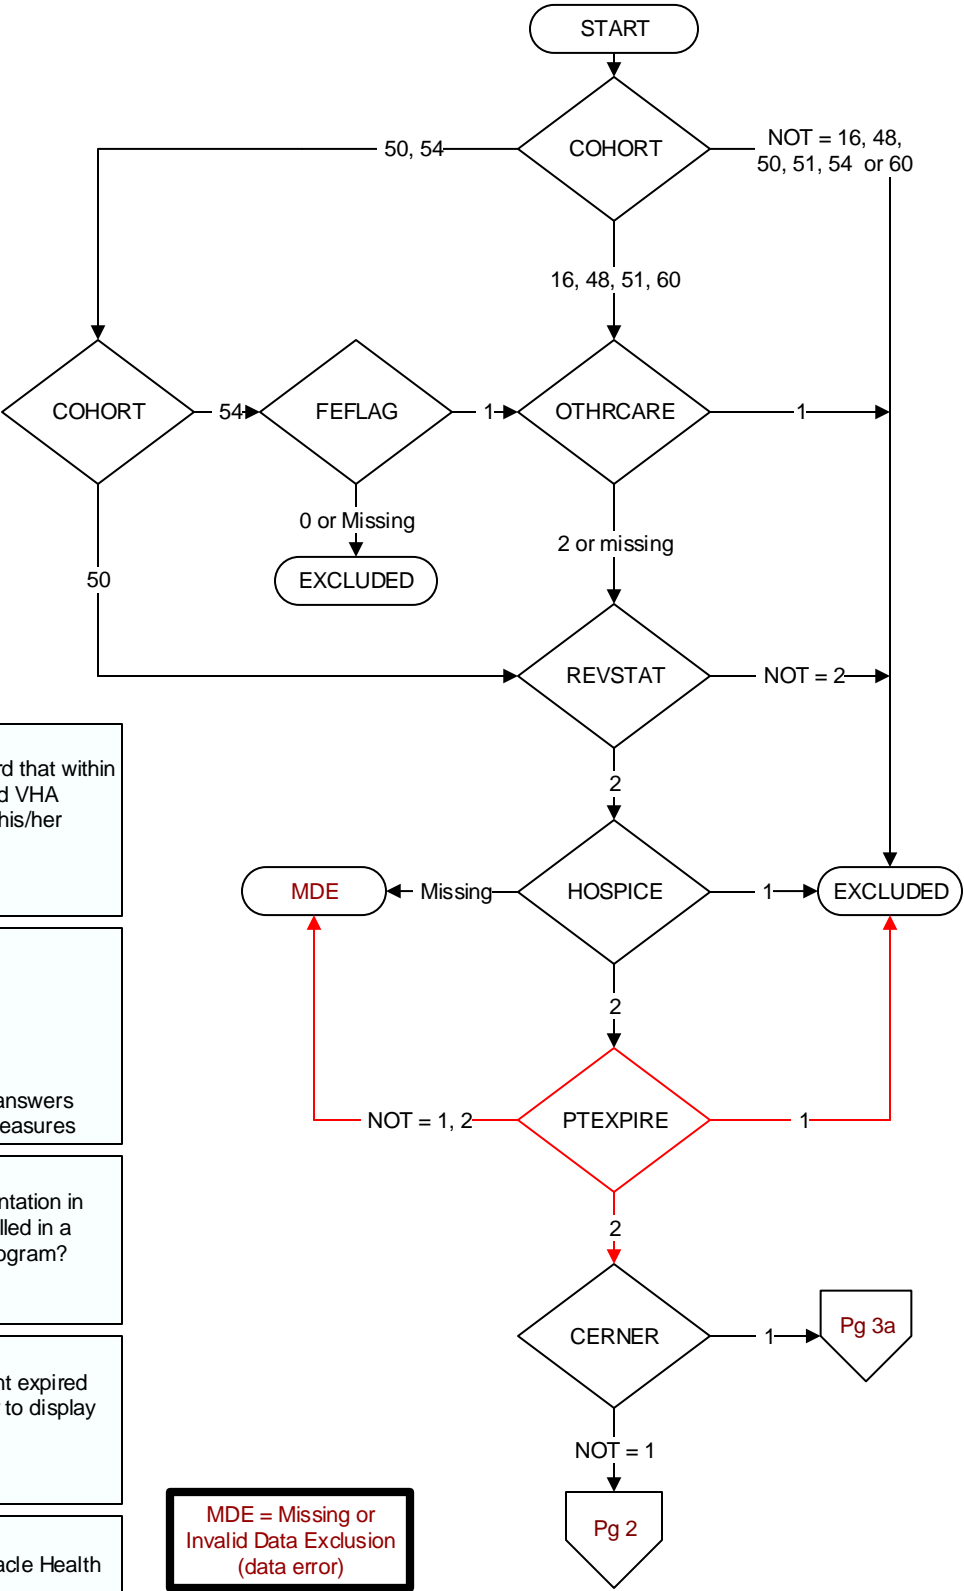 START
COHORT
50, 54
NOT = 16, 48,
50, 51, 54 or 60
16, 48, 51, 60
COHORT
54
FEFLAG
1
OTHRCARE
1
0 or Missing
EXCLUDED
2 or missing
50
REVSTAT
NOT = 2
2
MDE
Missing
HOSPICE
1
EXCLUDED
2
NOT = 1, 2
PTEXPIRE
1
2
CERNER
1
Pg 3a
NOT = 1
Pg 2
MDE = Missing or
Invalid Data Exclusion
(data error)
rd that within
d VHA
his/her
answers
easures
ntation in
lled in a
ogram?
nt expired
to display
acle Health